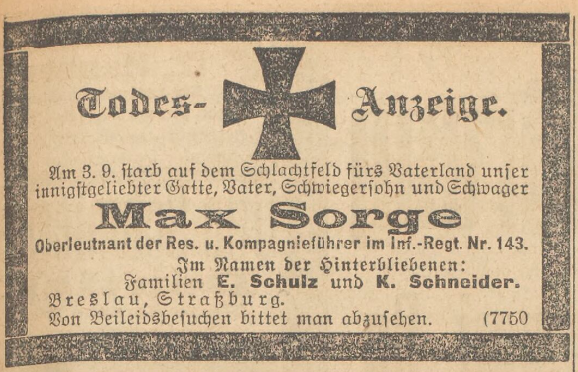 Todes-Anzeige.
Am 3. 9. starb auf dem Schlachtfeld fürs Vaterland unser
innigstgeliebter Gatte, Vater, Schwiegersohn und Schwager
Max Sorge
Oberleutnant der Res. u. Kompagnieführer im Inf.-Regt. Nr. 143.
Im Namen der Hinterbliebenen:
Familien E. Schulz und K. Schneider.
Breslau, Straßburg.
Von Beileidsbesuchen bittet man abzusehen. (7750